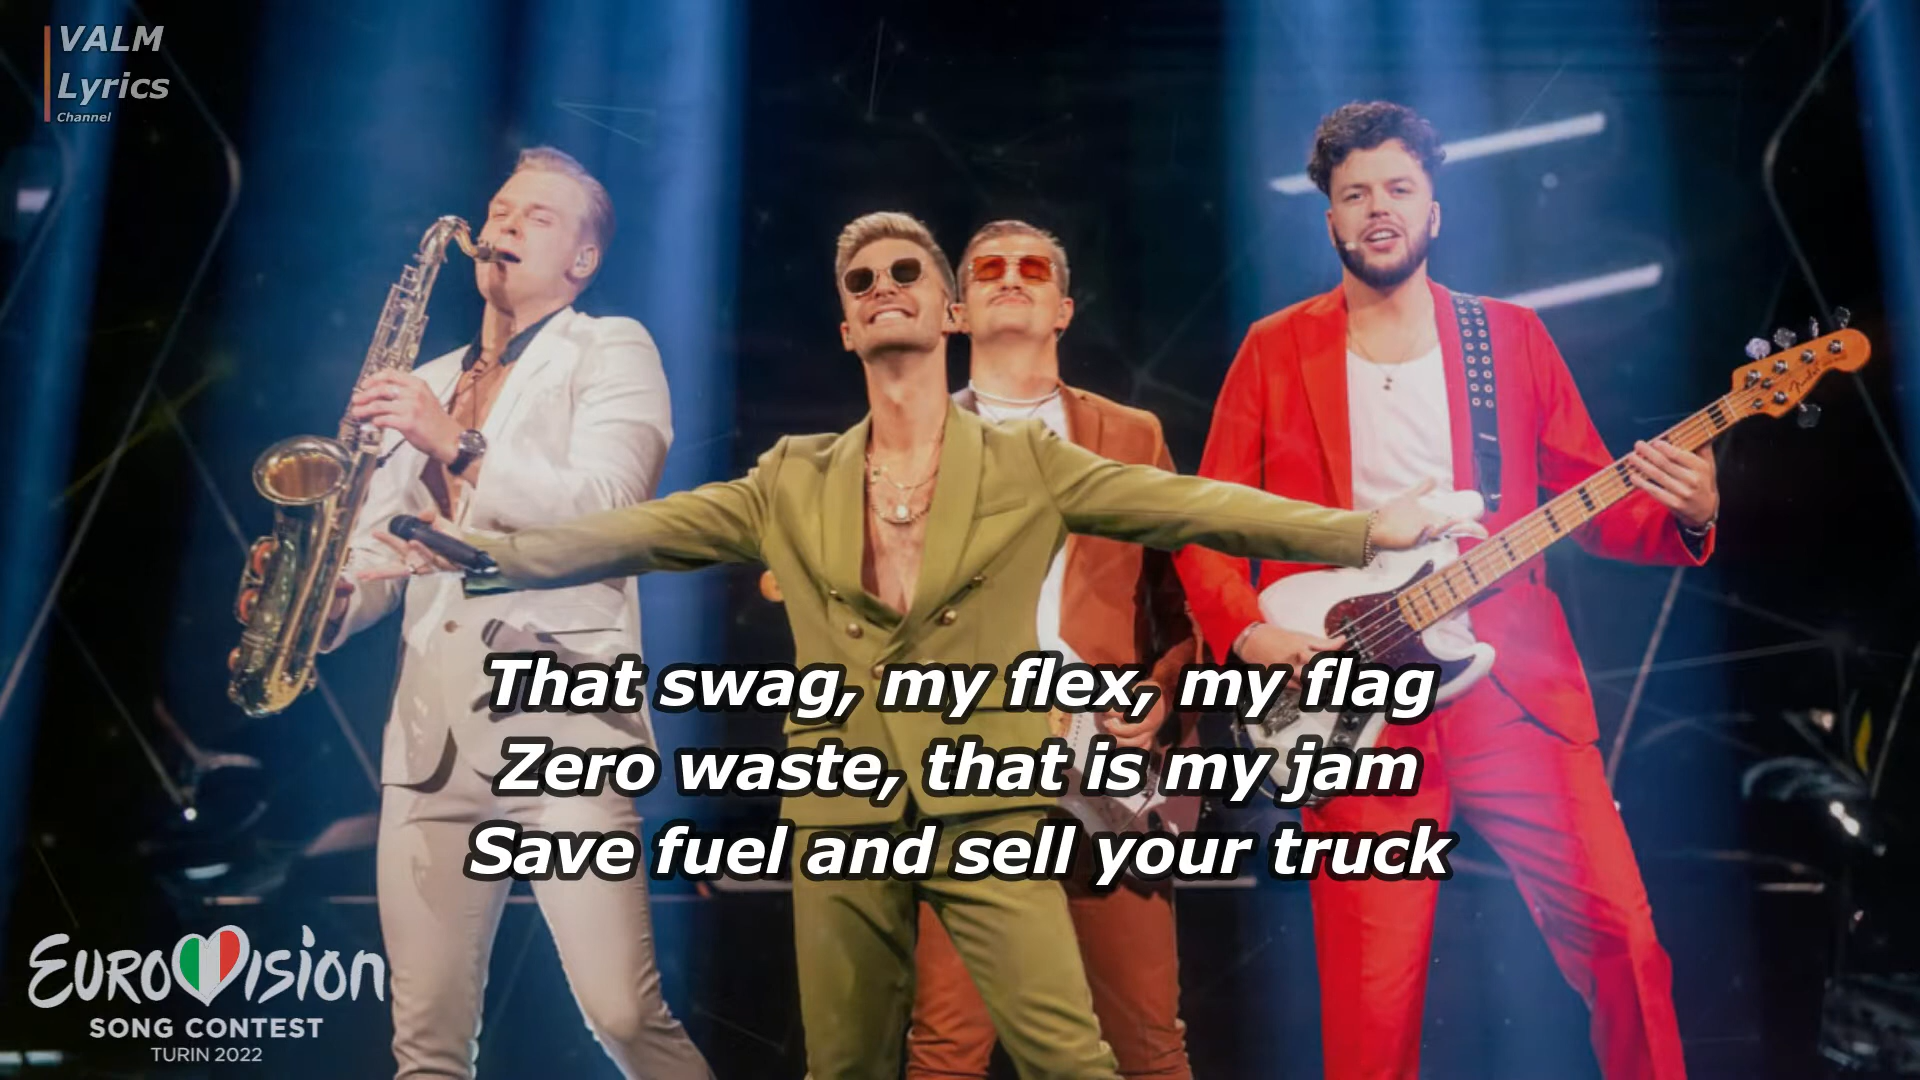 VALM
Lyrics
Channel
Fender
That swag, my flex, my flag
Zero waste, that is my jam
Save fuel and sell your truck
EUROVISION
SONG CONTEST
TURIN 2022